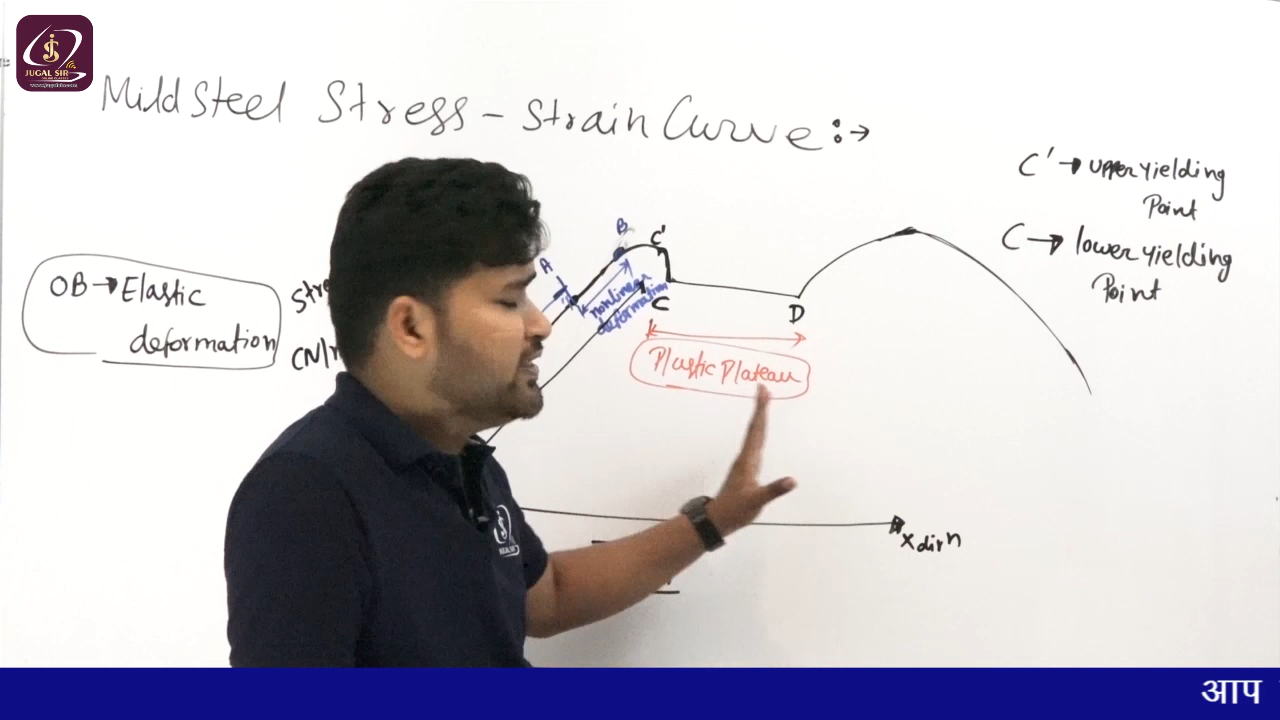 JUGAL SIR
Mild Steel Stress - Strain Curve :→
C' → upper yielding
Point
C → lower yielding
Point
OB → Elastic
deformation
A
B
C'
nonlinear
deformation
C
D
Plastic Plateau
x dirn
आप